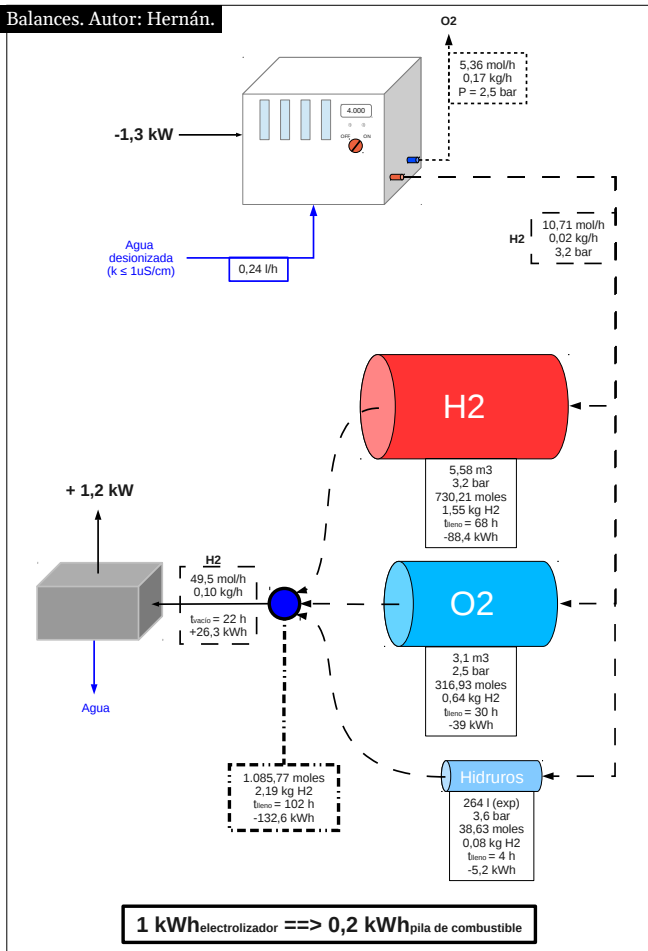 Balances. Autor: Hernán.
O2
5,36 mol/h
0,17 kg/h
P = 2,5 bar
4.000
OFF
ON
-1,3 kW
Agua
desionizada
(k ≤ 1uS/cm)
0,24 l/h
H2
10,71 mol/h
0,02 kg/h
3,2 bar
H2
5,58 m3
3,2 bar
730,21 moles
1,55 kg H2
tlleno = 68 h
-88,4 kWh
+ 1,2 kW
H2
49,5 mol/h
0,10 kg/h
tvacío = 22 h
+26,3 kWh
Agua
O2
3,1 m3
2,5 bar
316,93 moles
0,64 kg H2
tlleno = 30 h
-39 kWh
1.085,77 moles
2,19 kg H2
tlleno = 102 h
-132,6 kWh
Hidruros
264 l (exp)
3,6 bar
38,63 moles
0,08 kg H2
tlleno = 4 h
-5,2 kWh
1 kWhelectrolizador ==> 0,2 kWhpila de combustible